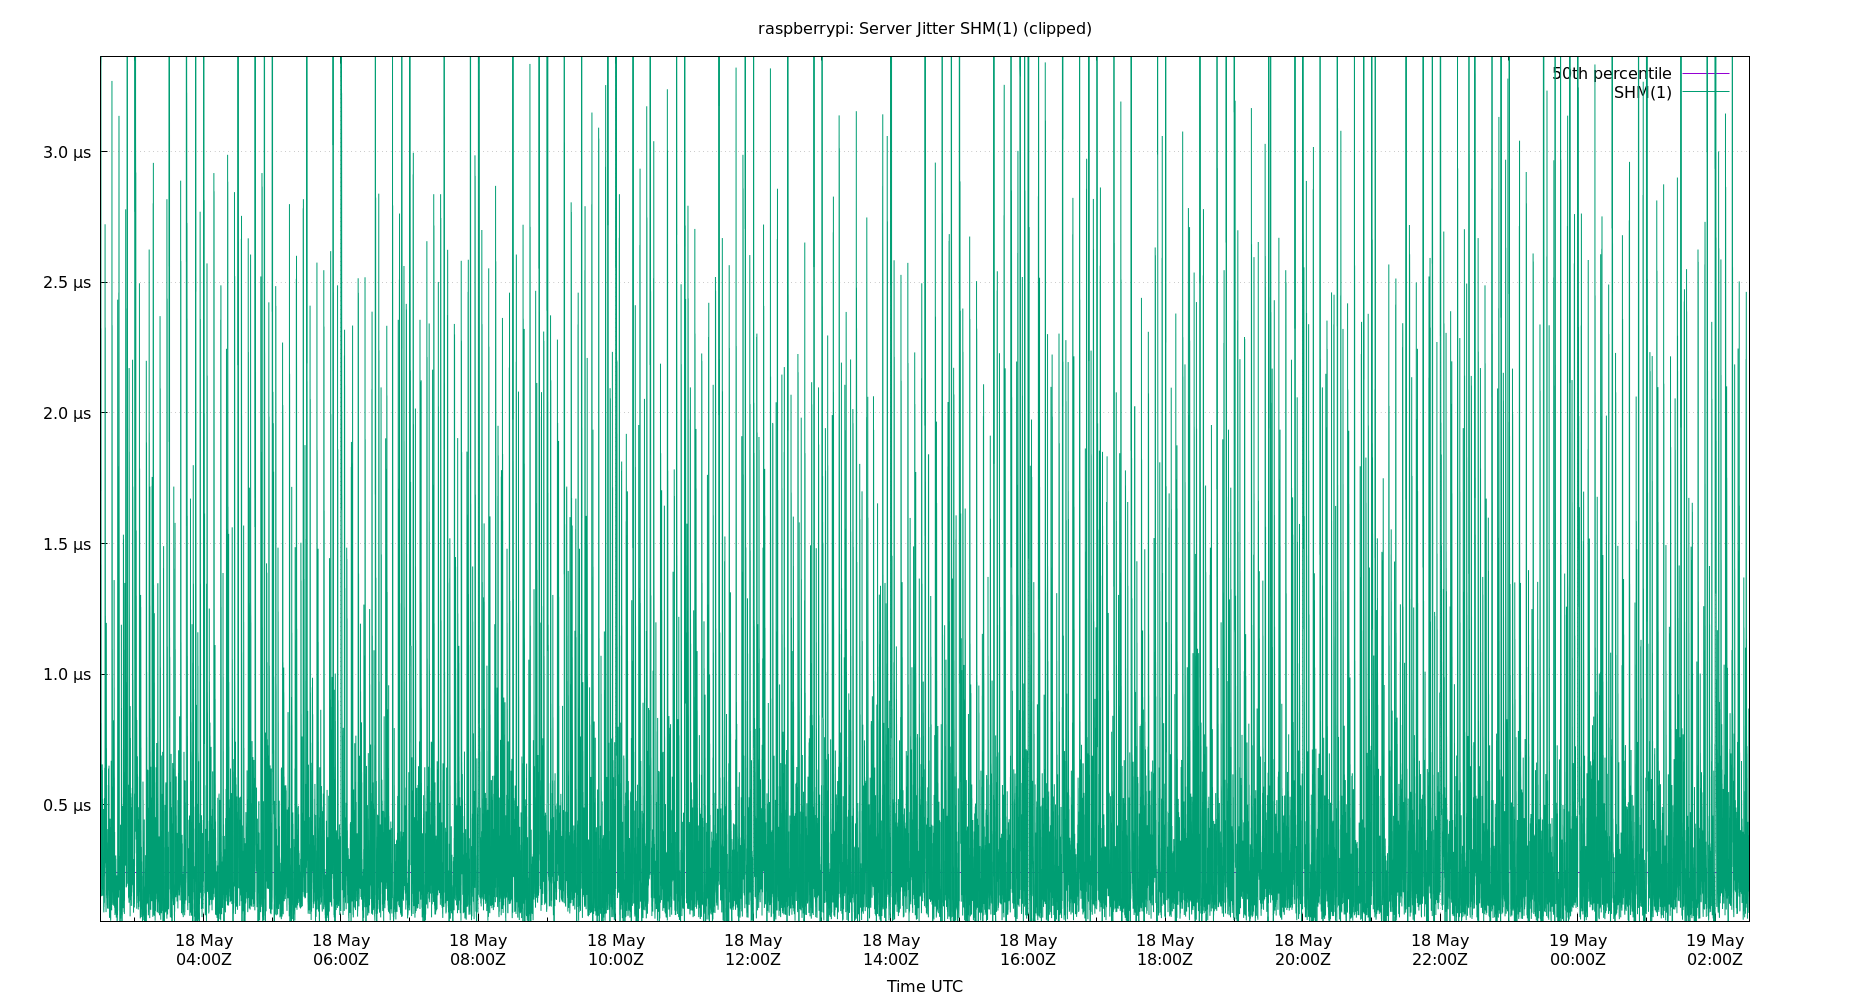 raspberrypi: Server Jitter SHM(1) (clipped)
50th percentile
SHM(1)
3.0 µs
2.5 µs
2.0 µs
1.5 µs
1.0 µs
0.5 µs
18 May 18 May 18 May 18 May 18 May 18 May 18 May 18 May 18 May 18 May 19 May 19 May
04:00Z 06:00Z 08:00Z 10:00Z 12:00Z 14:00Z 16:00Z 18:00Z 20:00Z 22:00Z 00:00Z 02:00Z
Time UTC